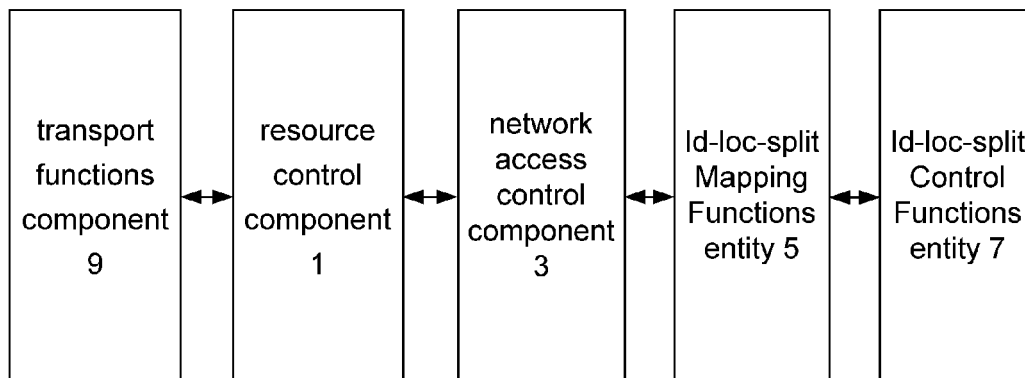 transport
functions
component
9
resource
control
component
1
network
access
control
component
3
Id-loc-split
Mapping
Functions
entity 5
Id-loc-split
Control
Functions
entity 7